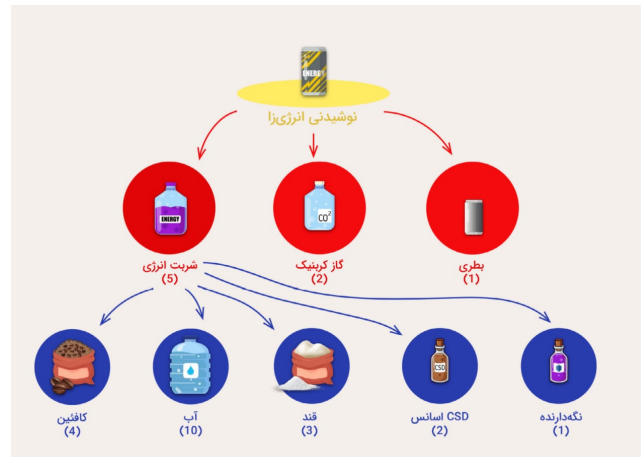 ENERGY
نوشیدنی انرژی‌زا
ENERGY
CO²
شربت انرژی
(5)
گاز کربنیک
(2)
بطری
(1)
CSD
کافئین
(4)
آب
(10)
قند
(3)
CSD اسانس
(2)
نگه‌دارنده
(1)